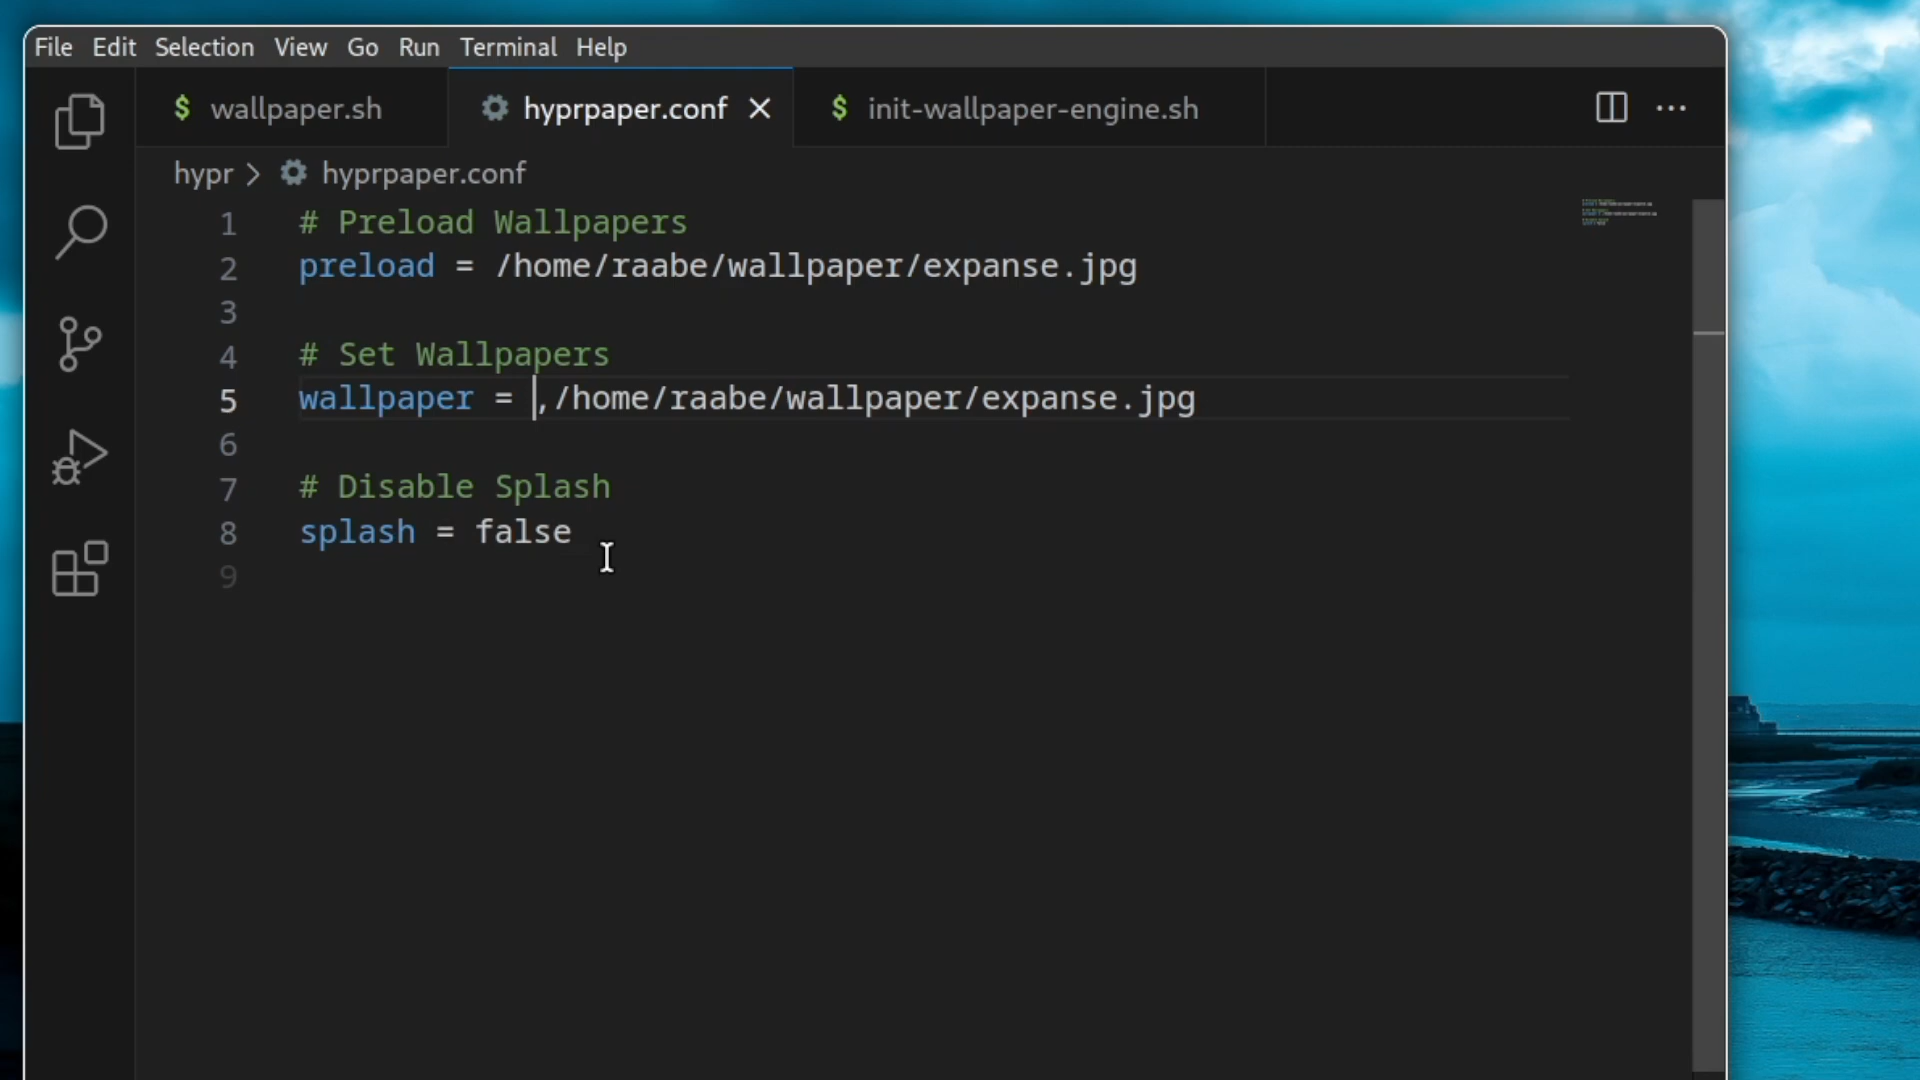 File Edit Selection View Go Run Terminal Help
$ wallpaper.sh hyprpaper.conf $ init-wallpaper-engine.sh
hypr > hyprpaper.conf
1 # Preload Wallpapers
2 preload = /home/raabe/wallpaper/expanse.jpg
3
4 # Set Wallpapers
5 wallpaper = ,/home/raabe/wallpaper/expanse.jpg
6
7 # Disable Splash
8 splash = false
9